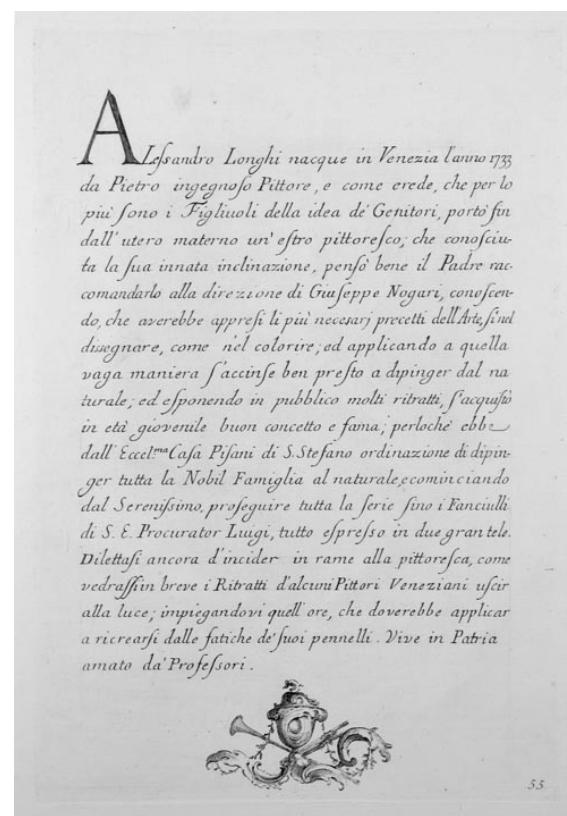 ALeſsandro Longhi nacque in Venezia l'anno 1733
da Pietro ingegnoſo Pittore, e come erede, che per lo
piu' ſono i Figliuoli della idea de' Genitori, portò fin
dall' utero materno un' eſtro pittoreſco; che conoſciu-
ta la ſua innata inclinazione, penſò bene il Padre rac-
comandarlo alla direzione di Giuſeppe Nogari, conoſcen-
do, che averebbe appreſi li più neceſarj precetti dell'Arte, ſi nel
diſsegnare, come nel colorire; ed applicando a quella
vaga maniera ſ'accinſe ben preſto a dipinger dal na
turale; ed eſponendo in pubblico molti ritratti, ſ'acquiſtò
in età giovenile buon concetto e fama; perloche' ebbe
dall' Eccel.ma Caſa Piſani di S. Stefano ordinazione di dipin-
ger tutta la Nobil Famiglia al naturale, e cominciando
dal Sereniſsimo, proſeguire tutta la ſerie ſino i Fanciulli
di S. E. Procurator Luigi, tutto eſpreſso in due gran tele.
Dilettaſi ancora d'incider in rame alla pittoreſca, come
vedraſſi in breve i Ritratti d'alcuni Pittori Veneziani uſcir
alla luce; impiegandovi quell' ore, che doverebbe applicar
a ricrearſi dalle fatiche de' ſuoi pennelli. Vive in Patria
amato da' Profeſsori.
55